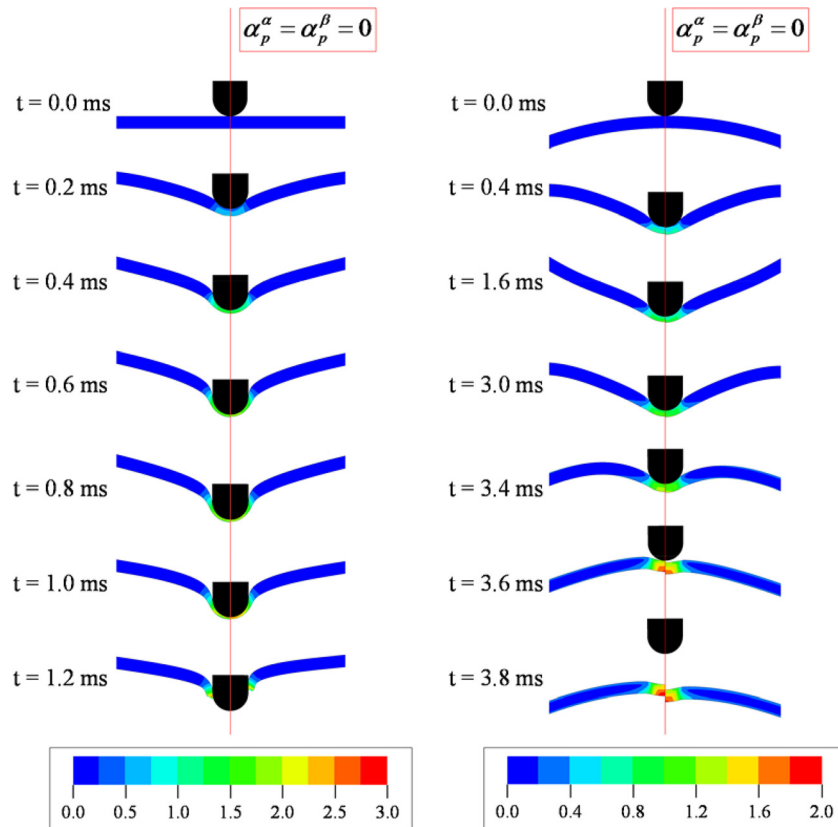 α_p^α = α_p^β = 0
t = 0.0 ms
t = 0.2 ms
t = 0.4 ms
t = 0.6 ms
t = 0.8 ms
t = 1.0 ms
t = 1.2 ms
0.0 0.5 1.0 1.5 2.0 2.5 3.0
α_p^α = α_p^β = 0
t = 0.0 ms
t = 0.4 ms
t = 1.6 ms
t = 3.0 ms
t = 3.4 ms
t = 3.6 ms
t = 3.8 ms
0.0 0.4 0.8 1.2 1.6 2.0